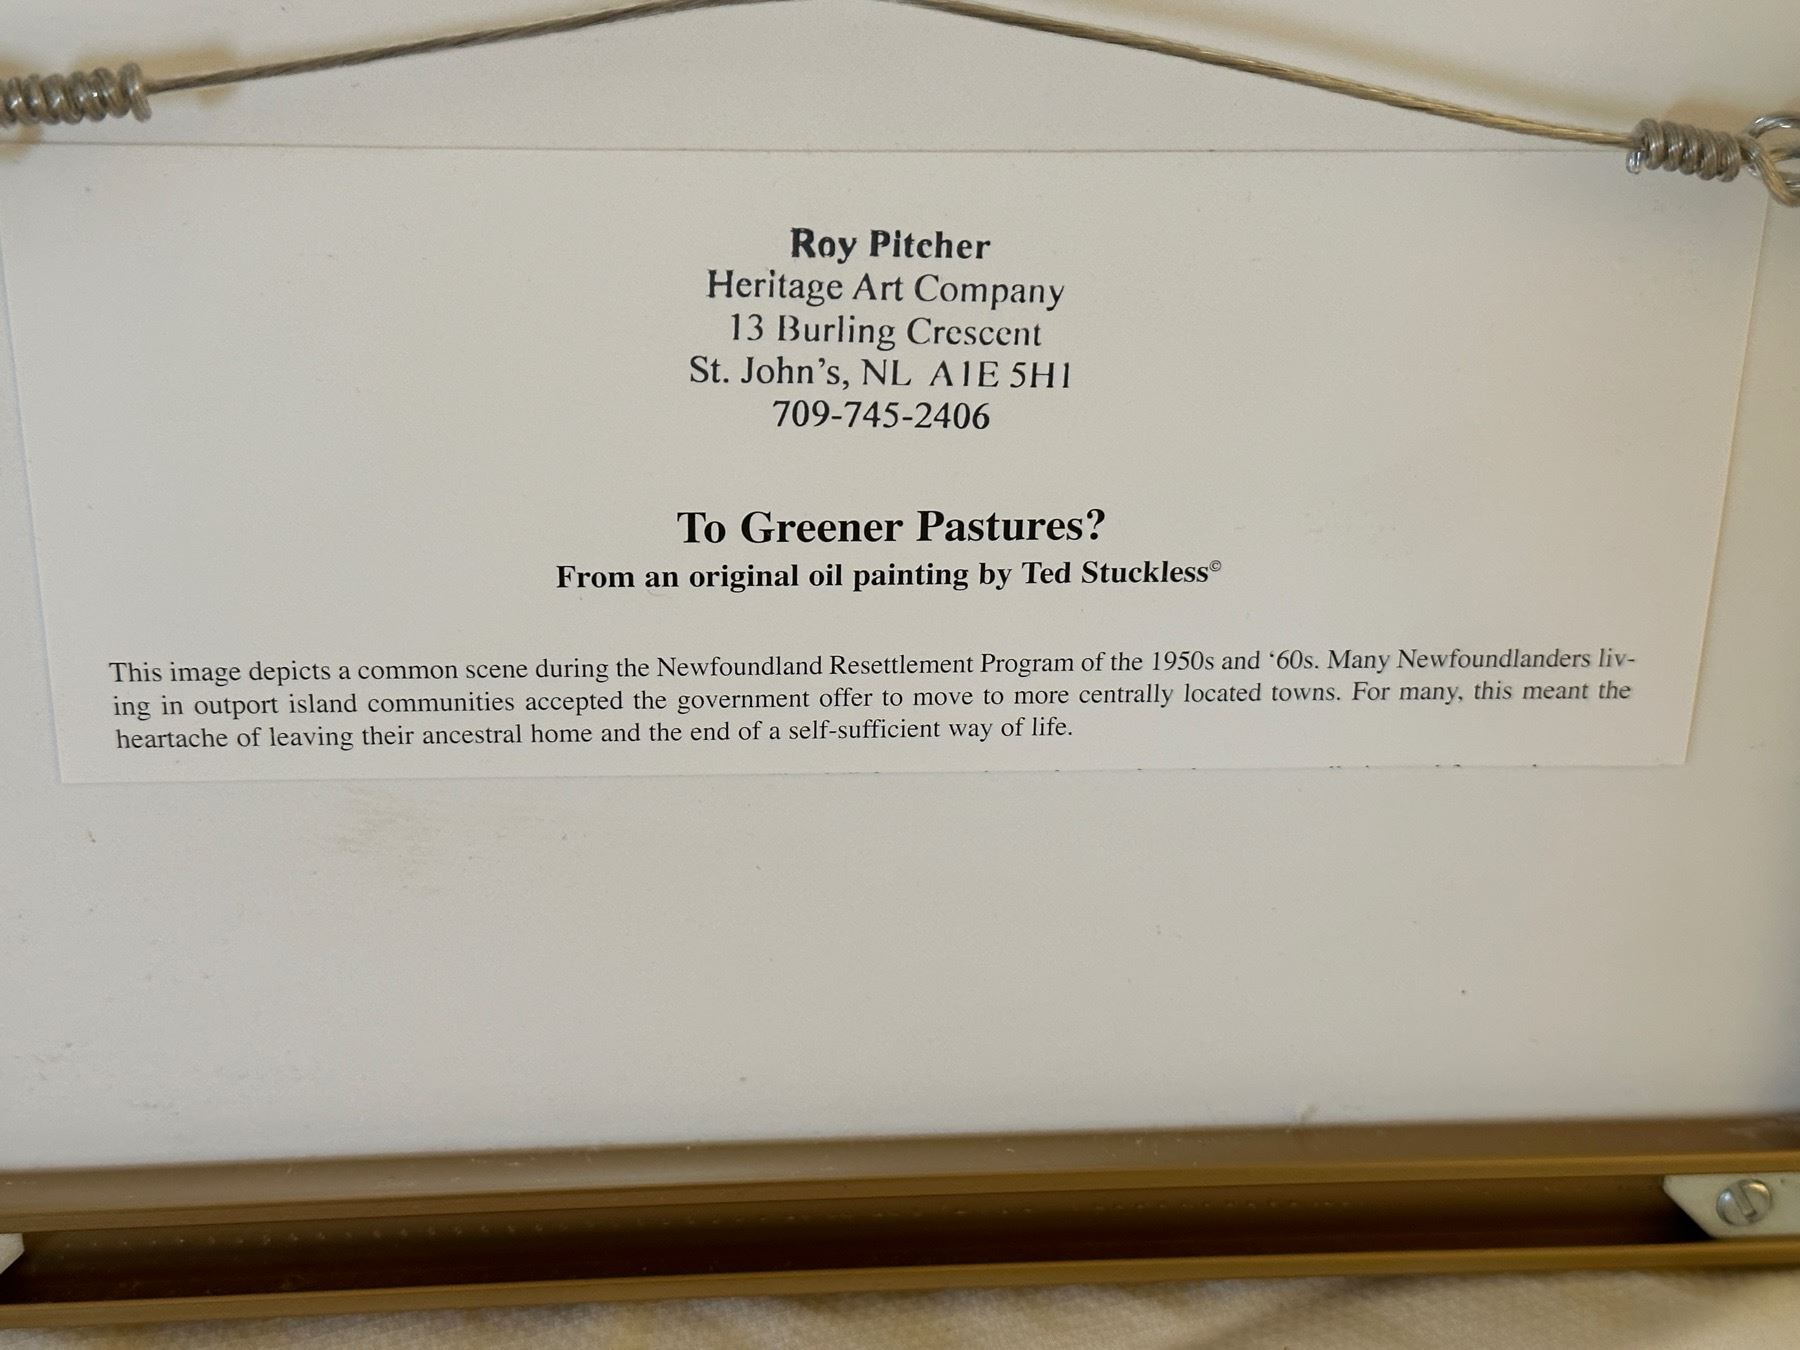 Roy Pitcher
Heritage Art Company
13 Burling Crescent
St. John's, NL  A1E 5H1
709-745-2406
To Greener Pastures?
From an original oil painting by Ted Stuckless©
This image depicts a common scene during the Newfoundland Resettlement Program of the 1950s and ‘60s. Many Newfoundlanders liv-
ing in outport island communities accepted the government offer to move to more centrally located towns. For many, this meant the
heartache of leaving their ancestral home and the end of a self-sufficient way of life.